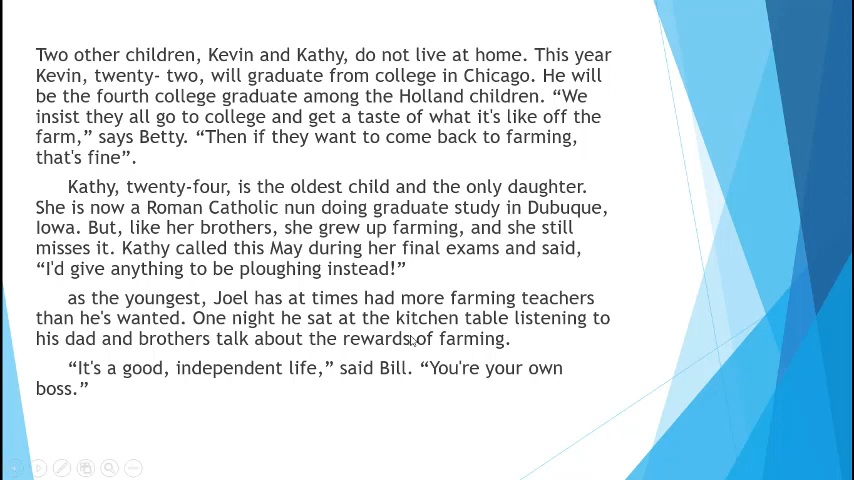 Two other children, Kevin and Kathy, do not live at home. This year
Kevin, twenty- two, will graduate from college in Chicago. He will
be the fourth college graduate among the Holland children. “We
insist they all go to college and get a taste of what it's like off the
farm,” says Betty. “Then if they want to come back to farming,
that's fine”.
Kathy, twenty-four, is the oldest child and the only daughter.
She is now a Roman Catholic nun doing graduate study in Dubuque,
Iowa. But, like her brothers, she grew up farming, and she still
misses it. Kathy called this May during her final exams and said,
“I'd give anything to be ploughing instead!”
as the youngest, Joel has at times had more farming teachers
than he's wanted. One night he sat at the kitchen table listening to
his dad and brothers talk about the rewards of farming.
“It's a good, independent life,” said Bill. “You're your own
boss.”